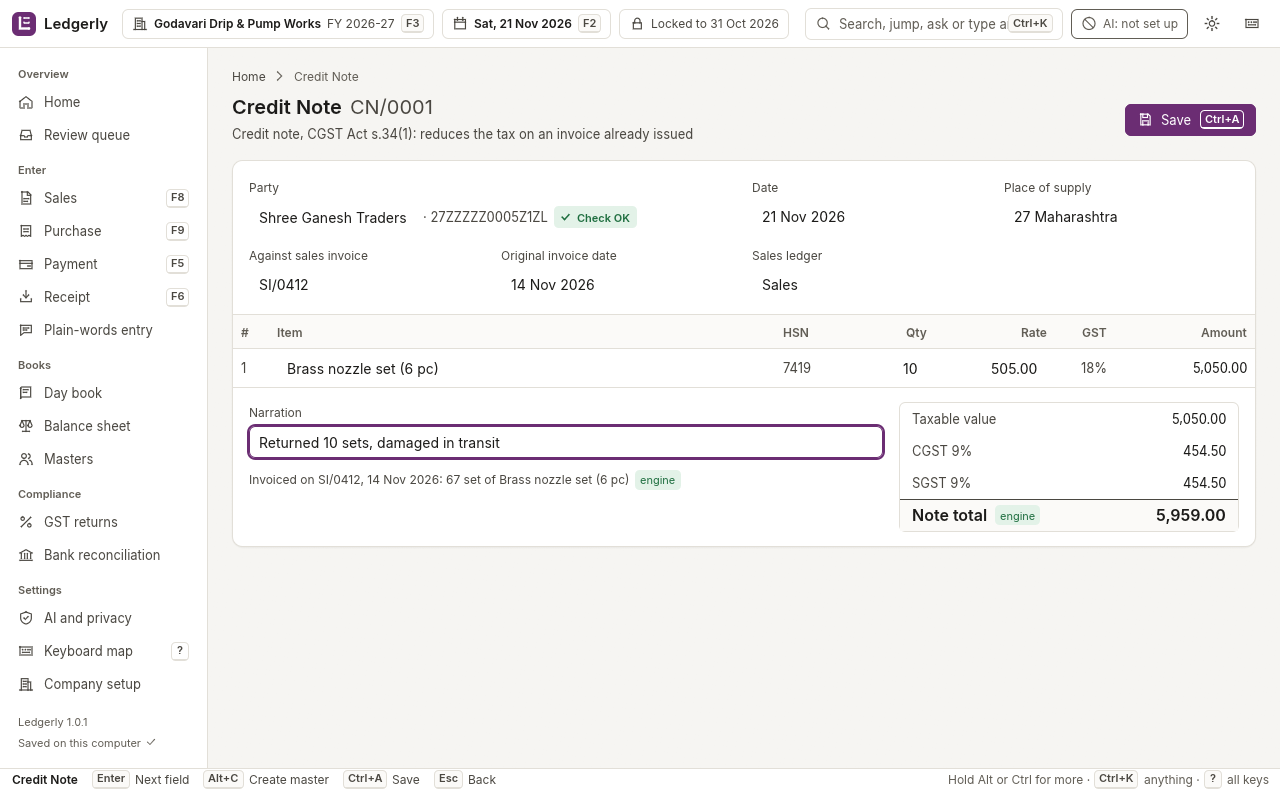 Ledgerly
Godavari Drip & Pump Works FY 2026-27 F3
Sat, 21 Nov 2026 F2
Locked to 31 Oct 2026
Search, jump, ask or type a Ctrl+K
AI: not set up
Overview
Home
Review queue
Enter
Sales F8
Purchase F9
Payment F5
Receipt F6
Plain-words entry
Books
Day book
Balance sheet
Masters
Compliance
GST returns
Bank reconciliation
Settings
AI and privacy
Keyboard map ?
Company setup
Ledgerly 1.0.1
Saved on this computer
Home Credit Note
Credit Note CN/0001
Credit note, CGST Act s.34(1): reduces the tax on an invoice already issued
Save Ctrl+A
Party Date Place of supply
Shree Ganesh Traders · 27ZZZZZ0005Z1ZL Check OK 21 Nov 2026 27 Maharashtra
Against sales invoice Original invoice date Sales ledger
SI/0412 14 Nov 2026 Sales
# Item HSN Qty Rate GST Amount
1 Brass nozzle set (6 pc) 7419 10 505.00 18% 5,050.00
Narration
Returned 10 sets, damaged in transit
Invoiced on SI/0412, 14 Nov 2026: 67 set of Brass nozzle set (6 pc) engine
Taxable value 5,050.00
CGST 9% 454.50
SGST 9% 454.50
Note total engine 5,959.00
Credit Note Enter Next field Alt+C Create master Ctrl+A Save Esc Back
Hold Alt or Ctrl for more · Ctrl+K anything · ? all keys